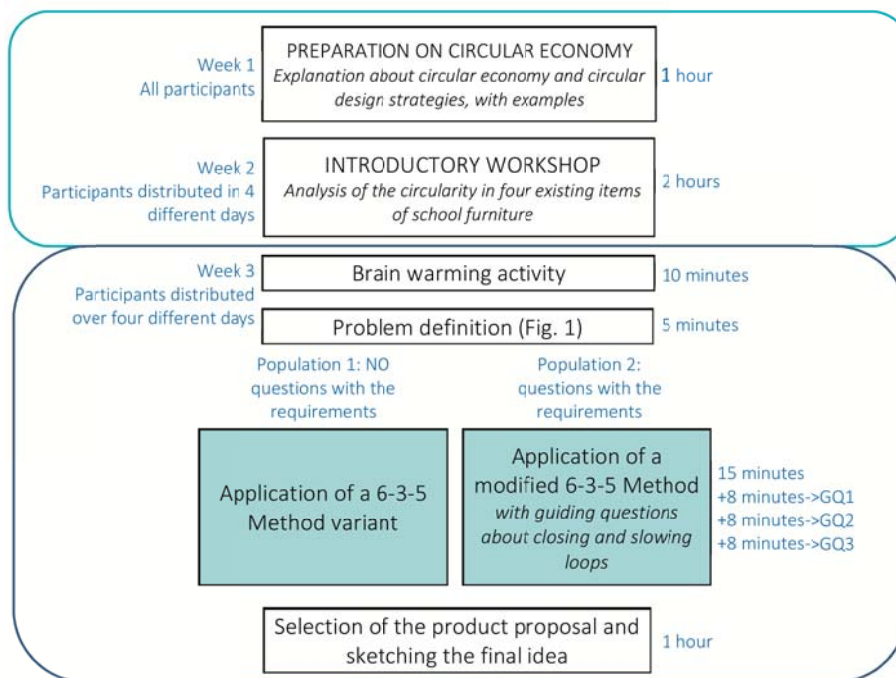 Week 1
All participants
PREPARATION ON CIRCULAR ECONOMY
Explanation about circular economy and circular
design strategies, with examples
1 hour
Week 2
Participants distributed in 4
different days
INTRODUCTORY WORKSHOP
Analysis of the circularity in four existing items
of school furniture
2 hours
Week 3
Participants distributed
over four different days
Brain warming activity
10 minutes
Problem definition (Fig. 1)
5 minutes
Population 1: NO
questions with the
requirements
Population 2:
questions with the
requirements
Application of a 6-3-5
Method variant
Application of a
modified 6-3-5 Method
with guiding questions
about closing and slowing
loops
15 minutes
+8 minutes->GQ1
+8 minutes->GQ2
+8 minutes->GQ3
Selection of the product proposal and
sketching the final idea
1 hour